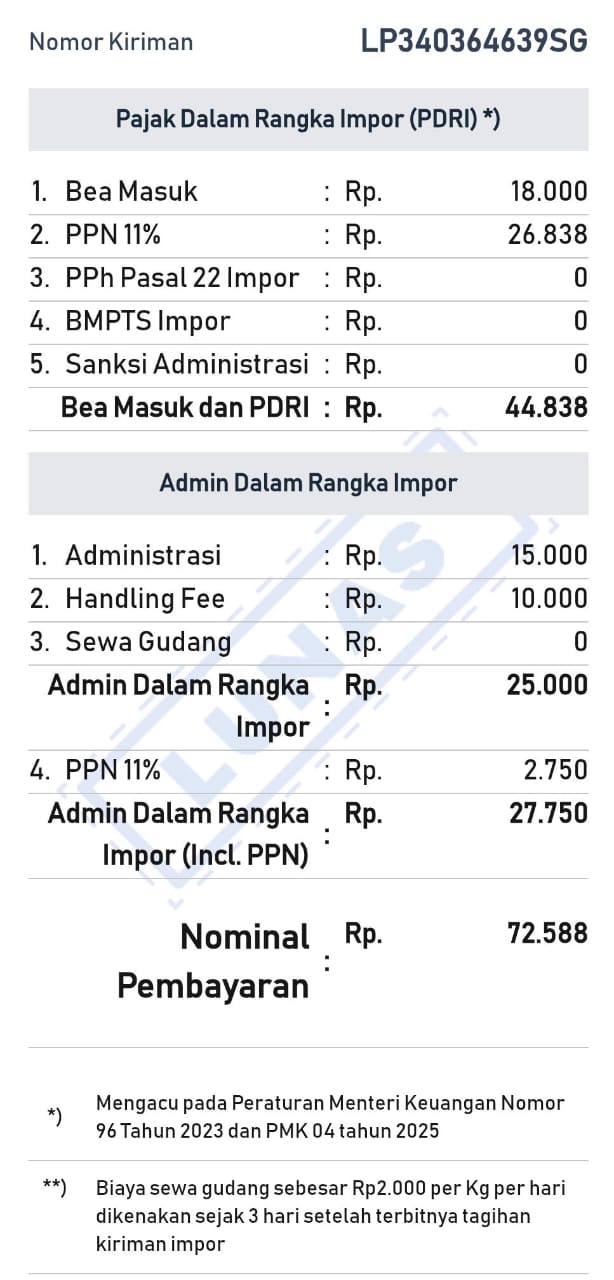 Nomor Kiriman LP340364639SG
Pajak Dalam Rangka Impor (PDRI) *)
1. Bea Masuk : Rp. 18.000
2. PPN 11% : Rp. 26.838
3. PPh Pasal 22 Impor : Rp. 0
4. BMPTS Impor : Rp. 0
5. Sanksi Administrasi : Rp. 0
Bea Masuk dan PDRI : Rp. 44.838
Admin Dalam Rangka Impor
1. Administrasi : Rp. 15.000
2. Handling Fee : Rp. 10.000
3. Sewa Gudang : Rp. 0
Admin Dalam Rangka : Rp. 25.000
Impor
4. PPN 11% : Rp. 2.750
Admin Dalam Rangka : Rp. 27.750
Impor (Incl. PPN)
LUNAS
Nominal : Rp. 72.588
Pembayaran
*) Mengacu pada Peraturan Menteri Keuangan Nomor
96 Tahun 2023 dan PMK 04 tahun 2025
**) Biaya sewa gudang sebesar Rp2.000 per Kg per hari
dikenakan sejak 3 hari setelah terbitnya tagihan
kiriman impor